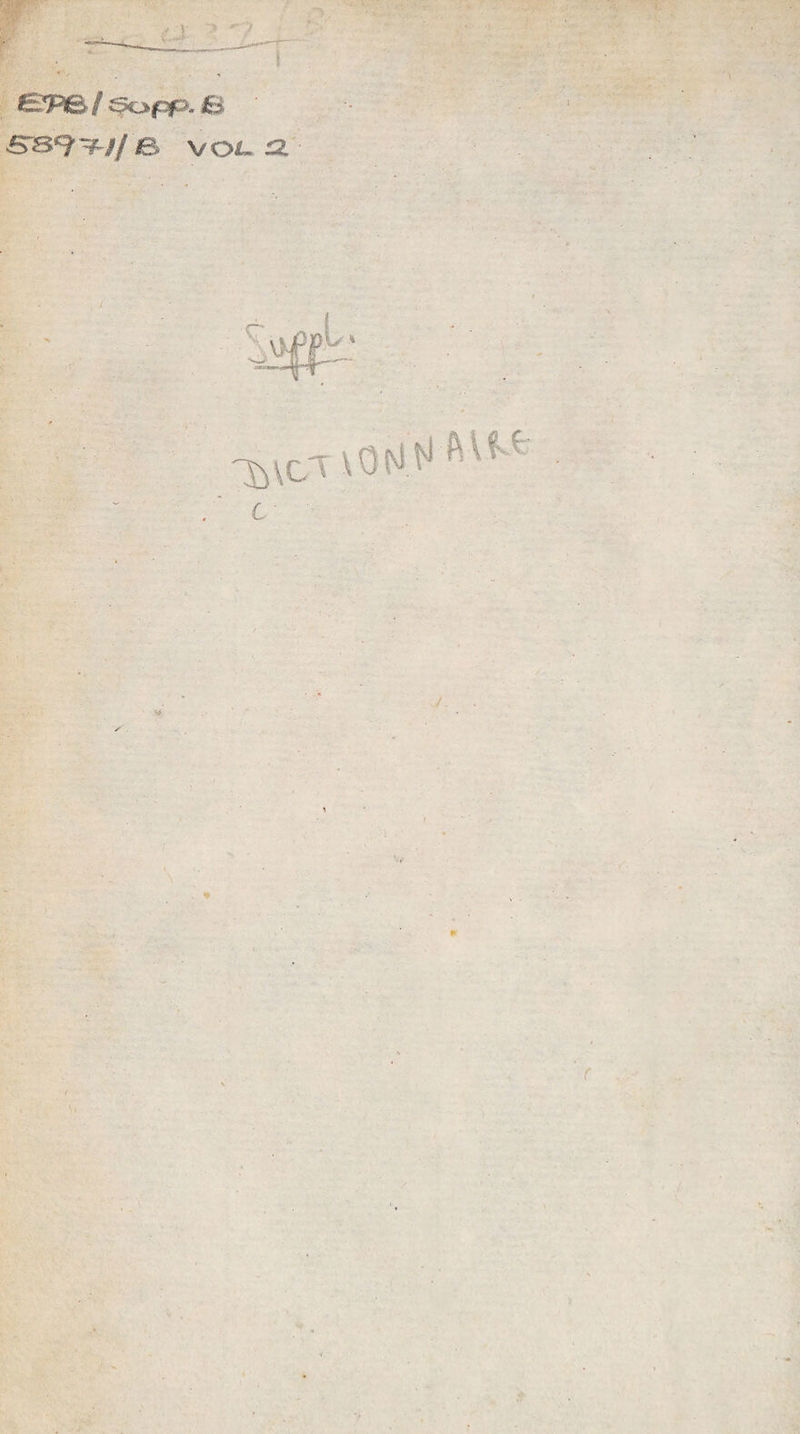 EPB/Supp. B
58971/B VOL 2
Suppl.
DICTIONNAIRE
C